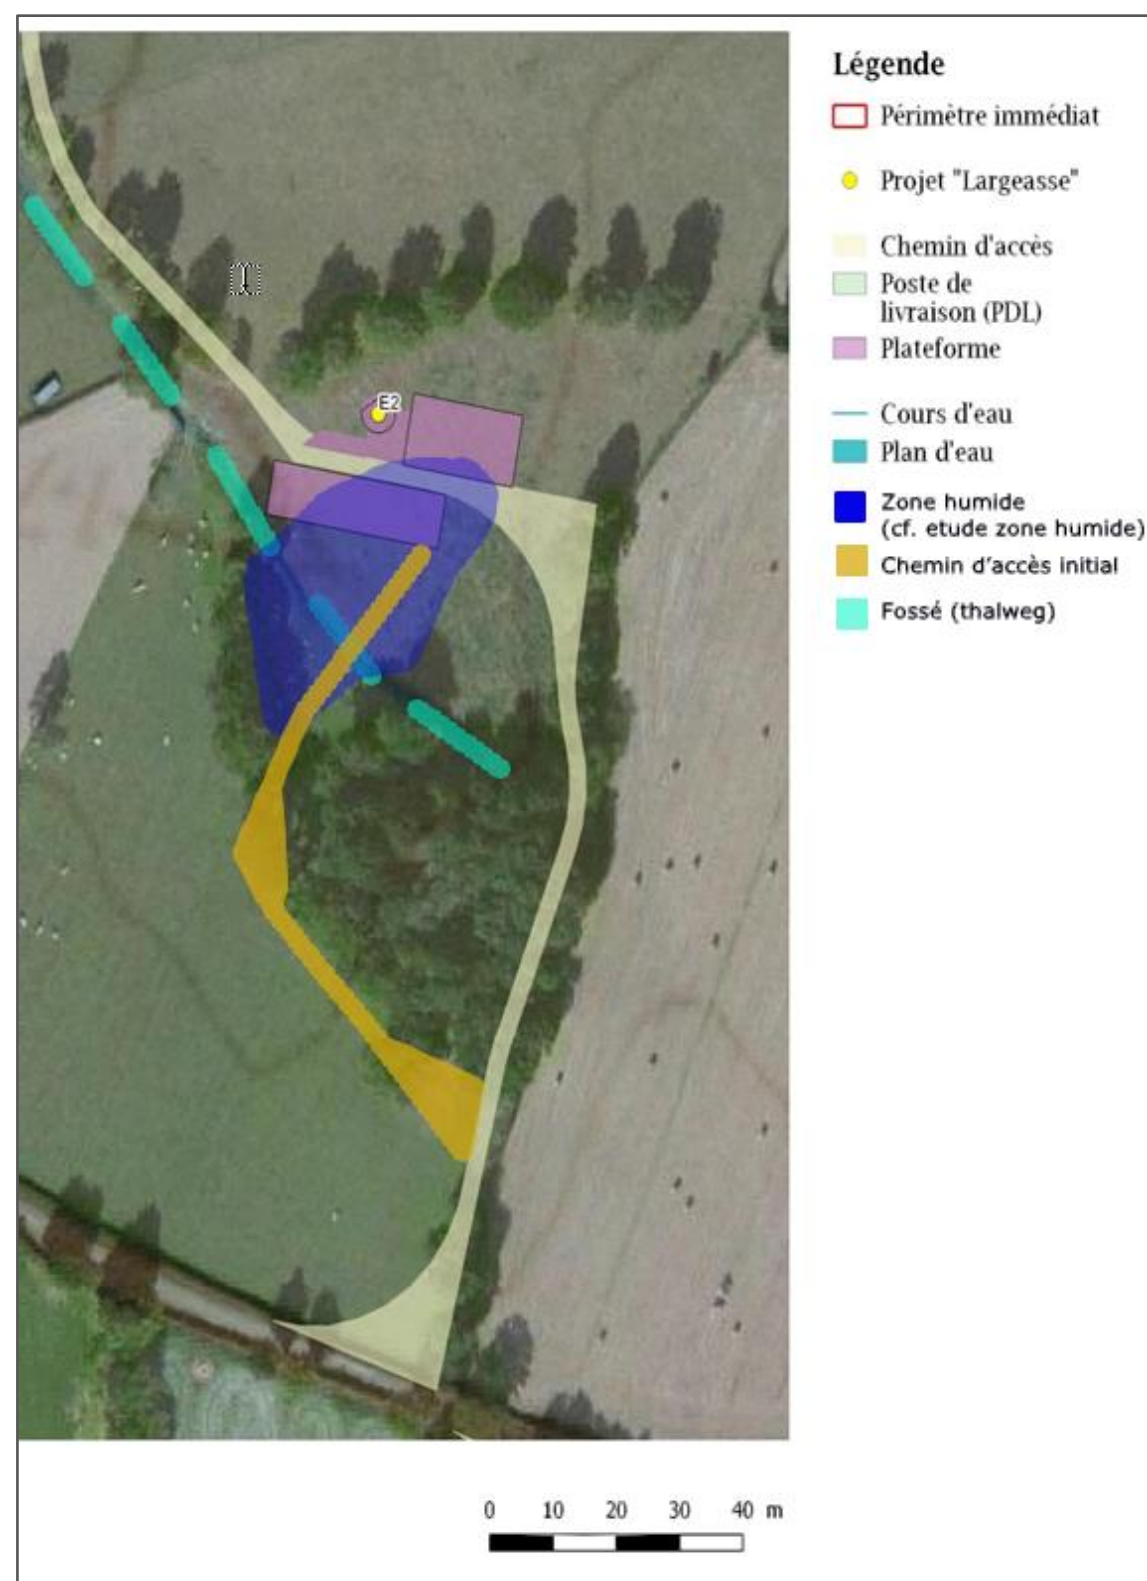 Légende
Périmètre immédiat
Projet "Largeasse"
Chemin d'accès
Poste de
livraison (PDL)
Plateforme
Cours d'eau
Plan d'eau
Zone humide
(cf. etude zone humide)
Chemin d'accès initial
Fossé (thalweg)
E2
0 10 20 30 40 m